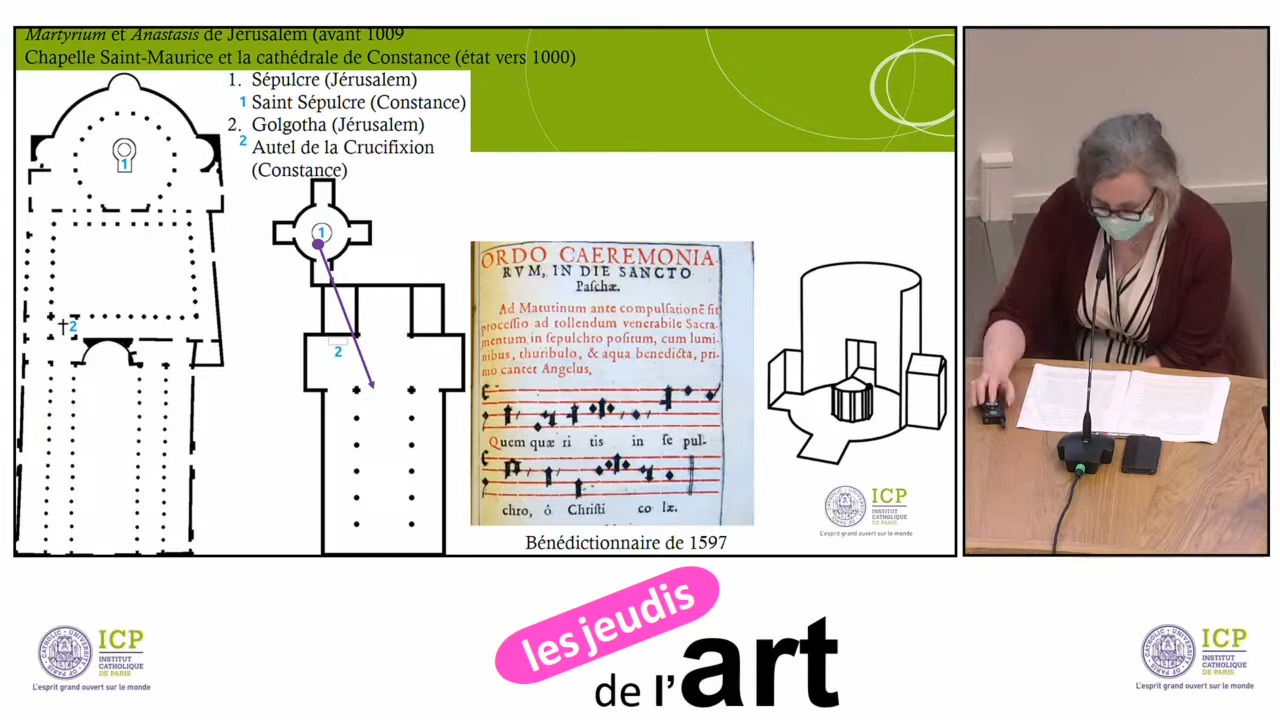 Martyrium et Anastasis de Jérusalem (avant 1009
Chapelle Saint-Maurice et la cathédrale de Constance (état vers 1000)
1. Sépulcre (Jérusalem)
1 Saint Sépulcre (Constance)
2. Golgotha (Jérusalem)
2 Autel de la Crucifixion
(Constance)
1
1
2
2
ORDO CAEREMONIA-
RVM, IN DIE SANCTO
Paſchæ.
Ad Matutinum ante compulſationẽ fit
proceſſio ad tollendum venerabile Sacra-
mentum in ſepulchro poſitum, cum lumi-
nibus, thuribulo, & aqua benedicta, pri-
mò cantet Angelus,
Quem quæ ri tis in ſe pul-
chro, ô Chriſti co læ.
Bénédictionnaire de 1597
ICP
INSTITUT
CATHOLIQUE
DE PARIS
L'esprit grand ouvert sur le monde
les jeudis
de l'art
ICP
INSTITUT
CATHOLIQUE
DE PARIS
L'esprit grand ouvert sur le monde
ICP
INSTITUT
CATHOLIQUE
DE PARIS
L'esprit grand ouvert sur le monde